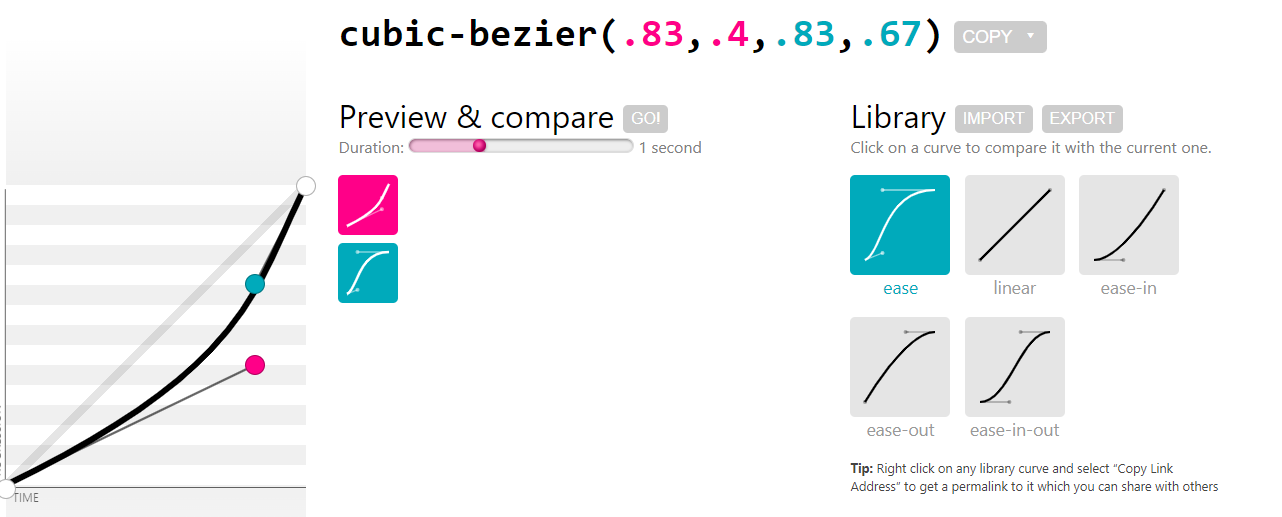 cubic-bezier(.83,.4,.83,.67) COPY
Preview & compare GO!
Duration: 1 second
Library IMPORT EXPORT
Click on a curve to compare it with the current one.
ease linear ease-in
ease-out ease-in-out
Tip: Right click on any library curve and select “Copy Link
Address” to get a permalink to it which you can share with others
TIME